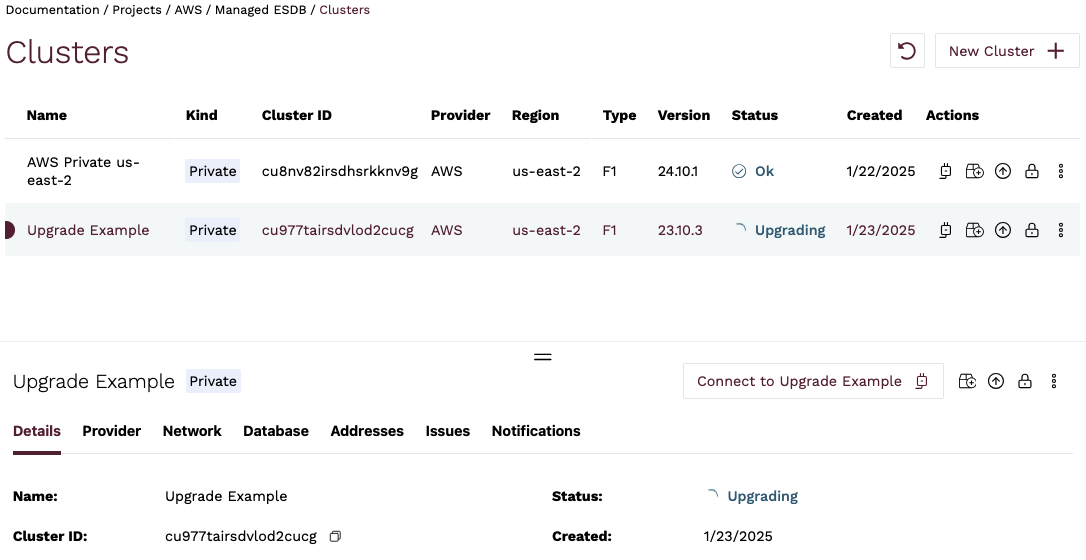 Documentation / Projects / AWS / Managed ESDB / Clusters
Clusters
New Cluster
Name Kind Cluster ID Provider Region Type Version Status Created Actions
AWS Private us-
east-2
Private cu8nv82irsdhsrkknv9g AWS us-east-2 F1 24.10.1 Ok 1/22/2025
Upgrade Example Private cu977tairsdvlod2cucg AWS us-east-2 F1 23.10.3 Upgrading 1/23/2025
Upgrade Example Private
Connect to Upgrade Example
Details Provider Network Database Addresses Issues Notifications
Name: Upgrade Example Status: Upgrading
Cluster ID: cu977tairsdvlod2cucg Created: 1/23/2025